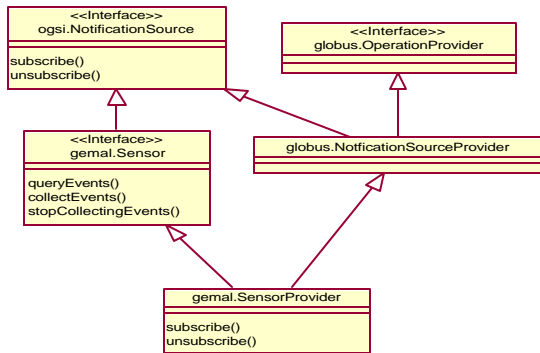 <<Interface>>
ogsi.NotificationSource
subscribe()
unsubscribe()
<<Interface>>
globus.OperationProvider
<<Interface>>
gemal.Sensor
queryEvents()
collectEvents()
stopCollectingEvents()
globus.NotficationSourceProvider
gemal.SensorProvider
subscribe()
unsubscribe()